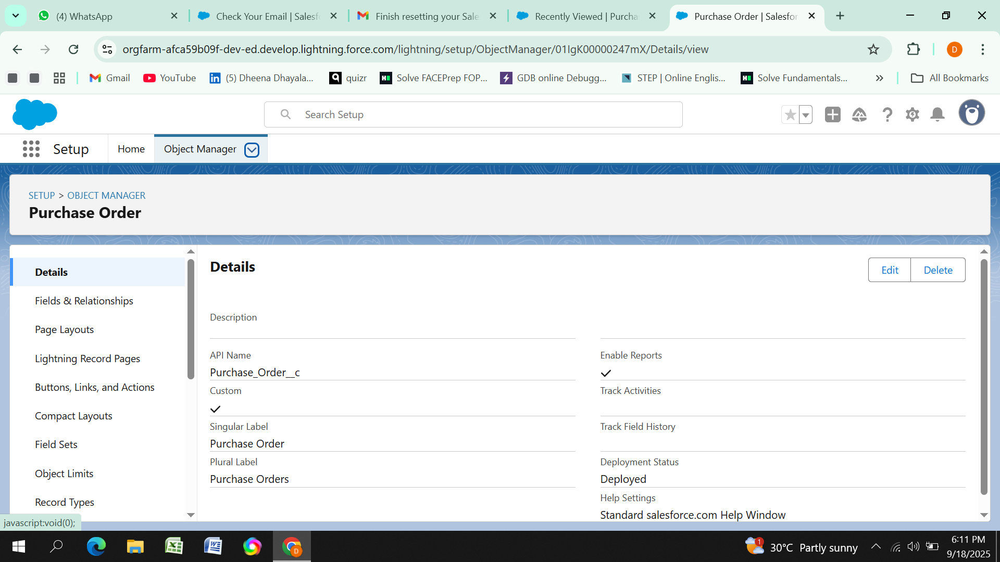 (4) WhatsApp
Check Your Email | Salesf
Finish resetting your Sale
Recently Viewed | Purcha
Purchase Order | Salesfor
orgfarm-afca59b09f-dev-ed.develop.lightning.force.com/lightning/setup/ObjectManager/01IgK00000247mX/Details/view
D
Gmail
YouTube
(5) Dheena Dhayala...
quizr
Solve FACEPrep FOP...
GDB online Debugg...
STEP | Online Englis...
Solve Fundamentals...
All Bookmarks
Search Setup
Setup
Home
Object Manager
SETUP > OBJECT MANAGER
Purchase Order
Details
Fields & Relationships
Page Layouts
Lightning Record Pages
Buttons, Links, and Actions
Compact Layouts
Field Sets
Object Limits
Record Types
Details
Edit
Delete
Description
API Name
Purchase_Order__c
Custom
Singular Label
Purchase Order
Plural Label
Purchase Orders
Enable Reports
Track Activities
Track Field History
Deployment Status
Deployed
Help Settings
Standard salesforce.com Help Window
javascript:void(0);
D
1
30°C Partly sunny
6:11 PM
9/18/2025